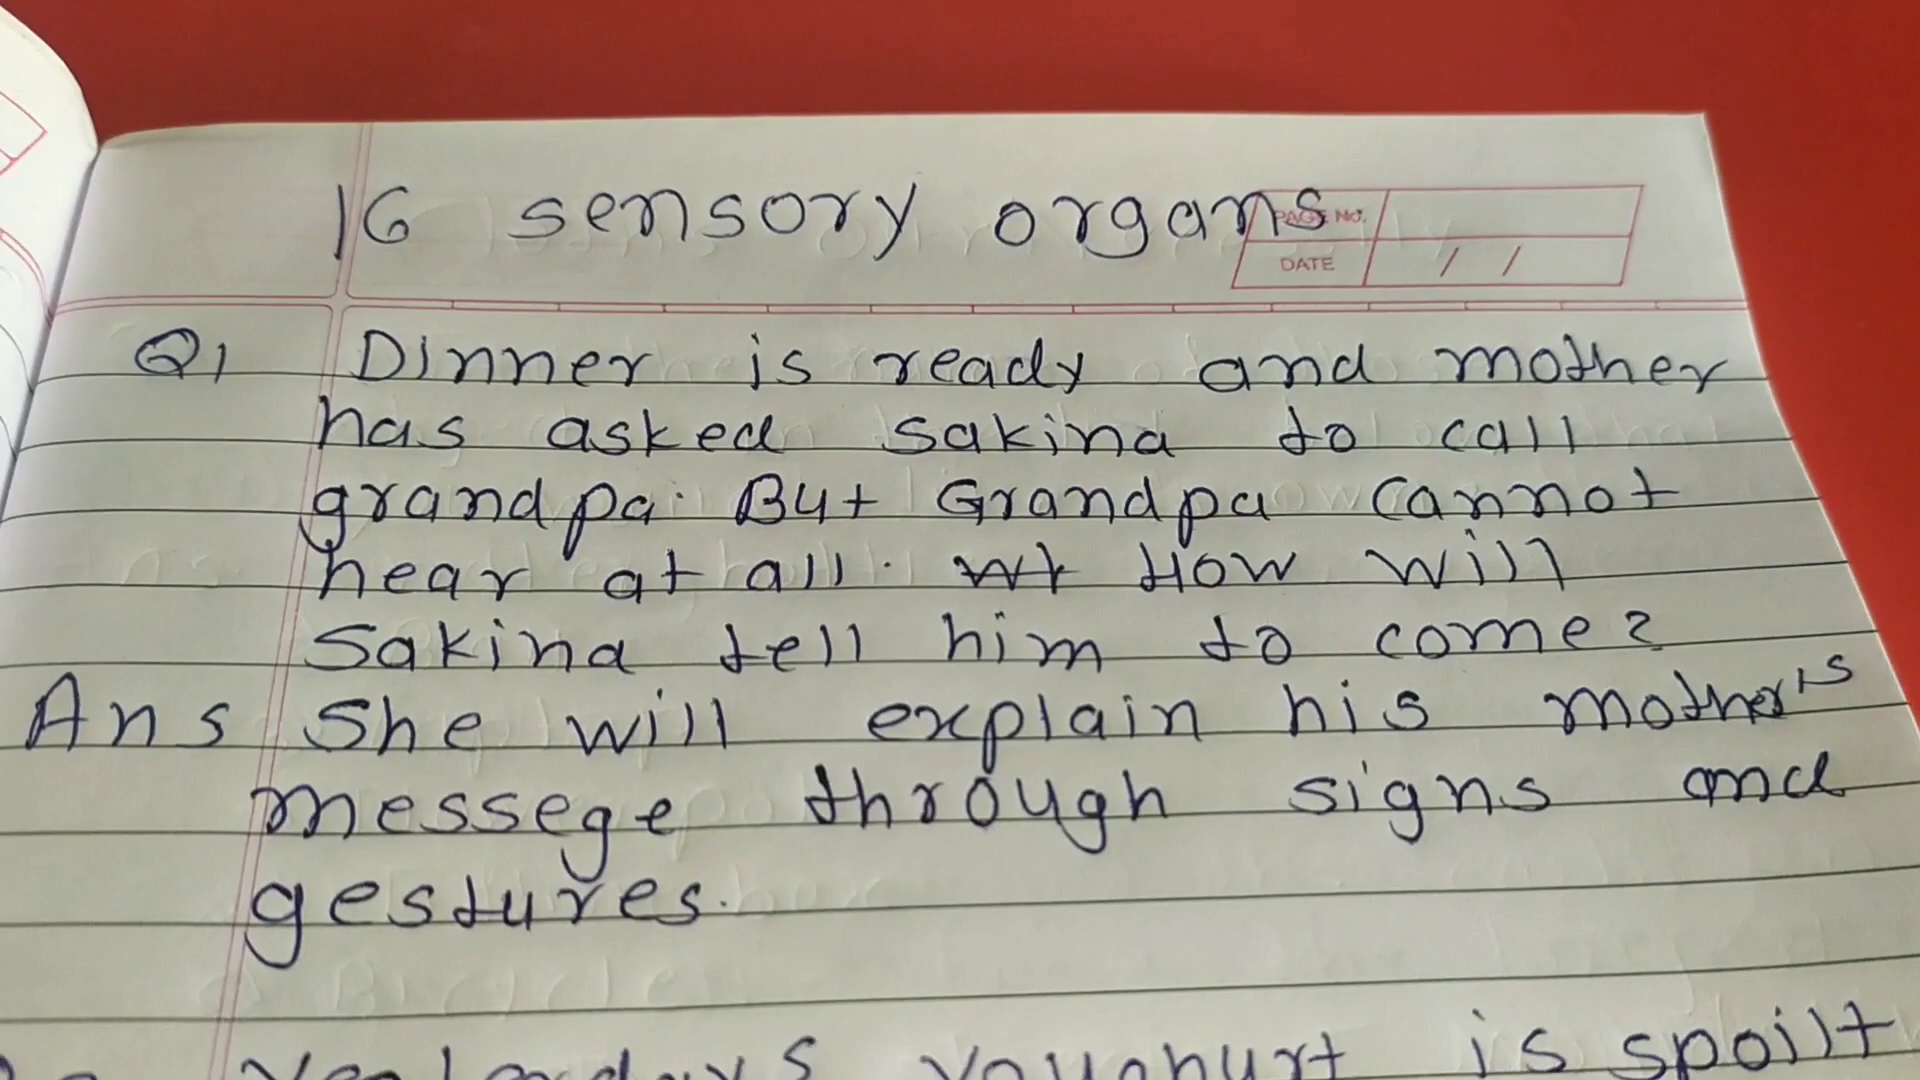 16 sensory organs
PAGE No.
DATE / /
Q1 Dinner is ready and mother
has asked sakina to call
grandpa. But Grandpa cannot
hear at all. How will
Sakina tell him to come?
Ans She will explain his mother's
messege through signs and
gestures.
Yesterdays youghurt is spoilt